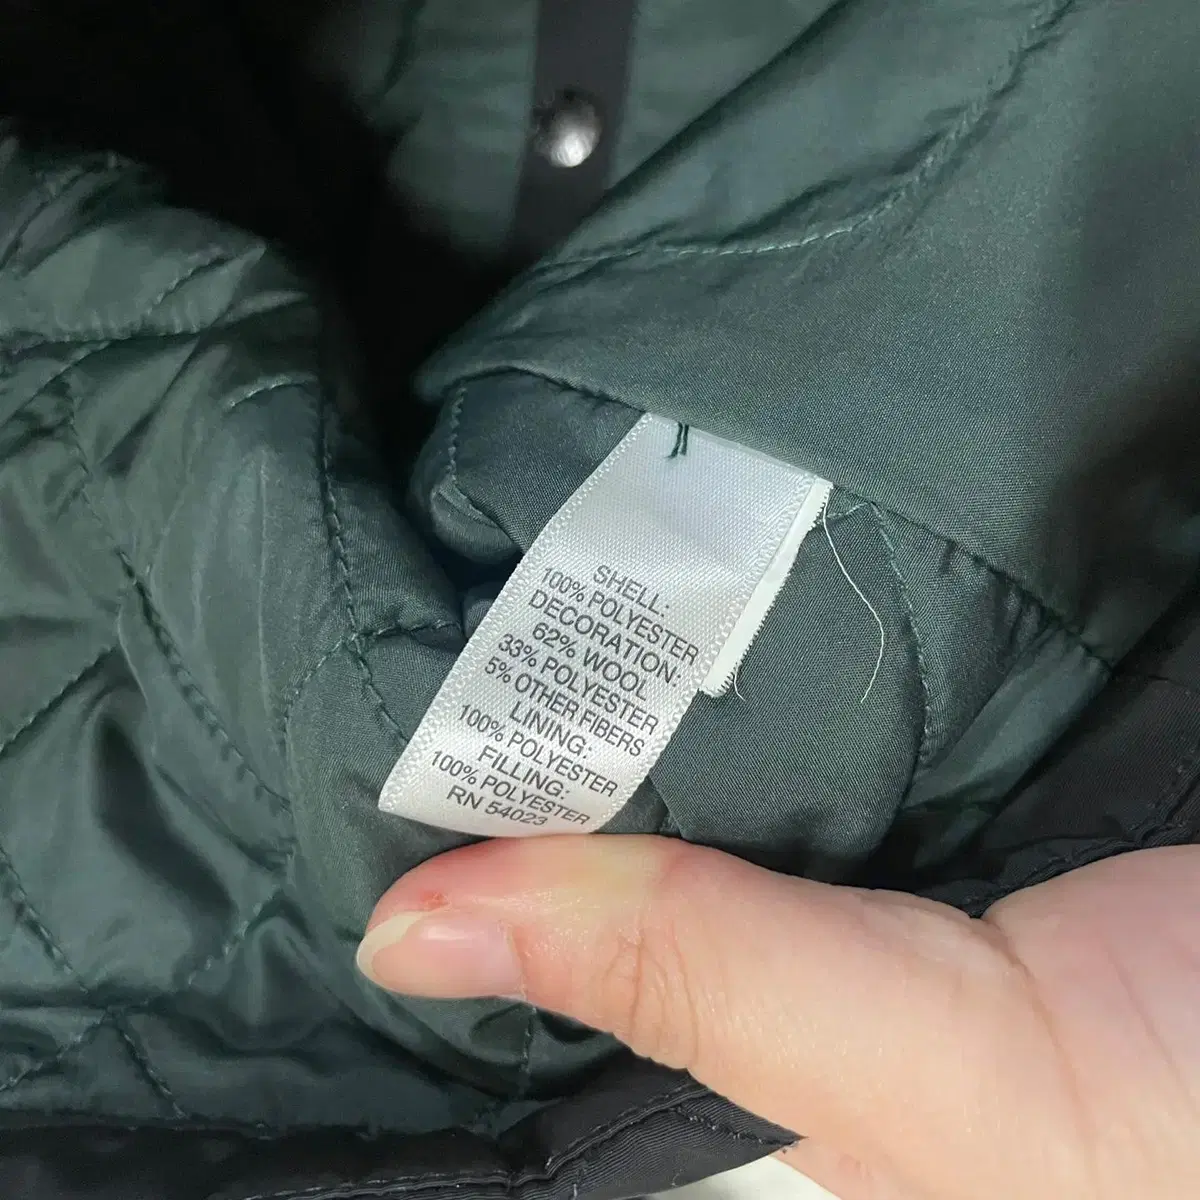 SHELL:
100% POLYESTER
DECORATION:
62% WOOL
33% POLYESTER
5% OTHER FIBERS
LINING:
100% POLYESTER
FILLING:
100% POLYESTER
RN 54023